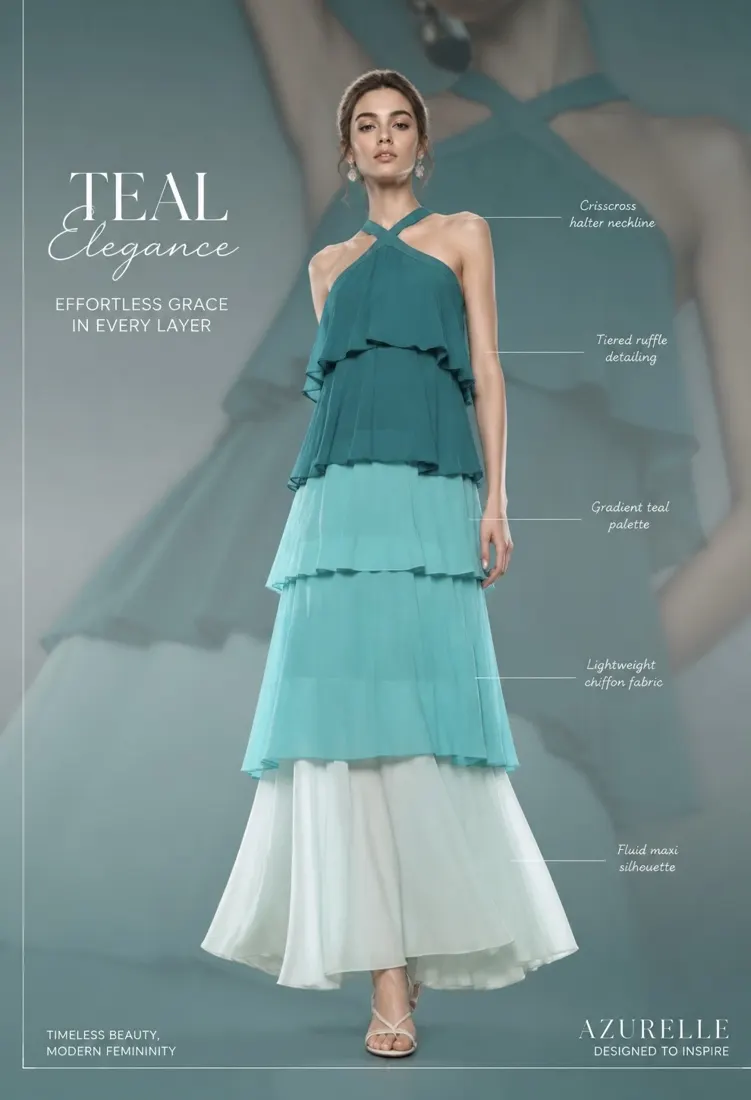 TEAL
Elegance
EFFORTLESS GRACE
IN EVERY LAYER
Crisscross
halter neckline
Tiered ruffle
detailing
Gradient teal
palette
Lightweight
chiffon fabric
Fluid maxi
silhouette
TIMELESS BEAUTY,
MODERN FEMININITY
AZURELLE
DESIGNED TO INSPIRE